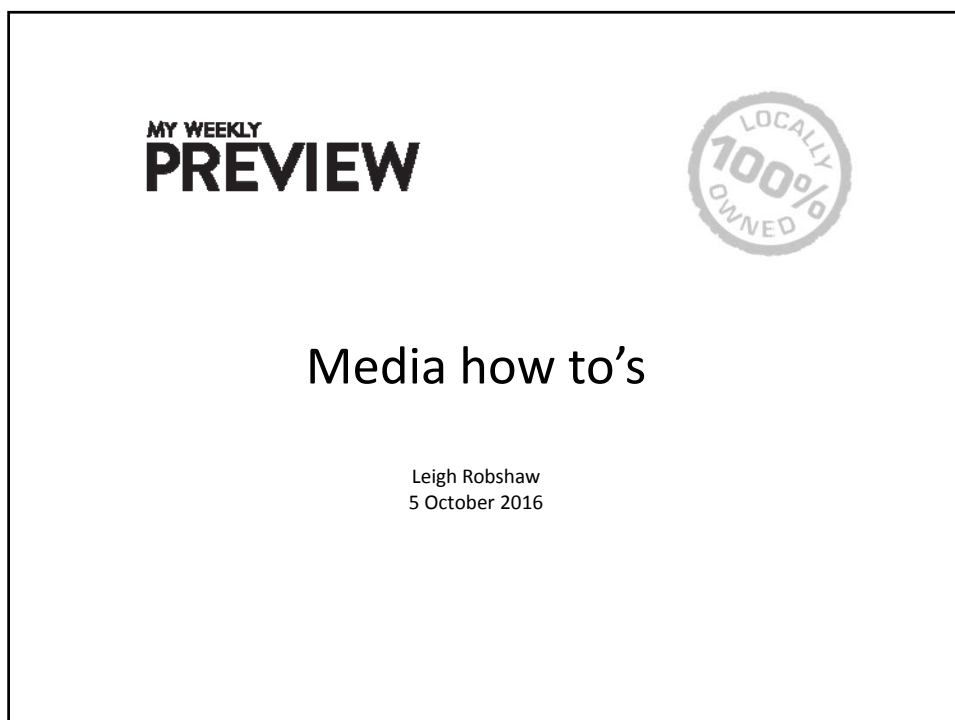 MY WEEKLY
PREVIEW
LOCALLY
100%
OWNED
Media how to’s
Leigh Robshaw
5 October 2016